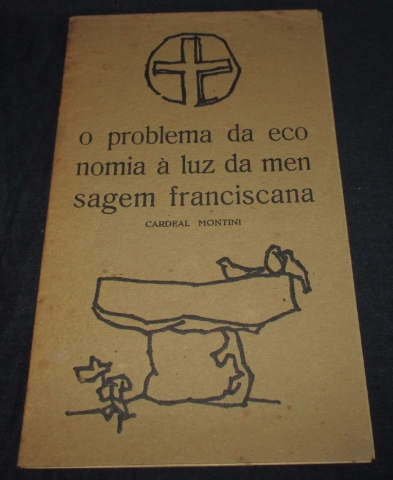 o problema da eco
nomia à luz da men
sagem franciscana
CARDEAL MONTINI